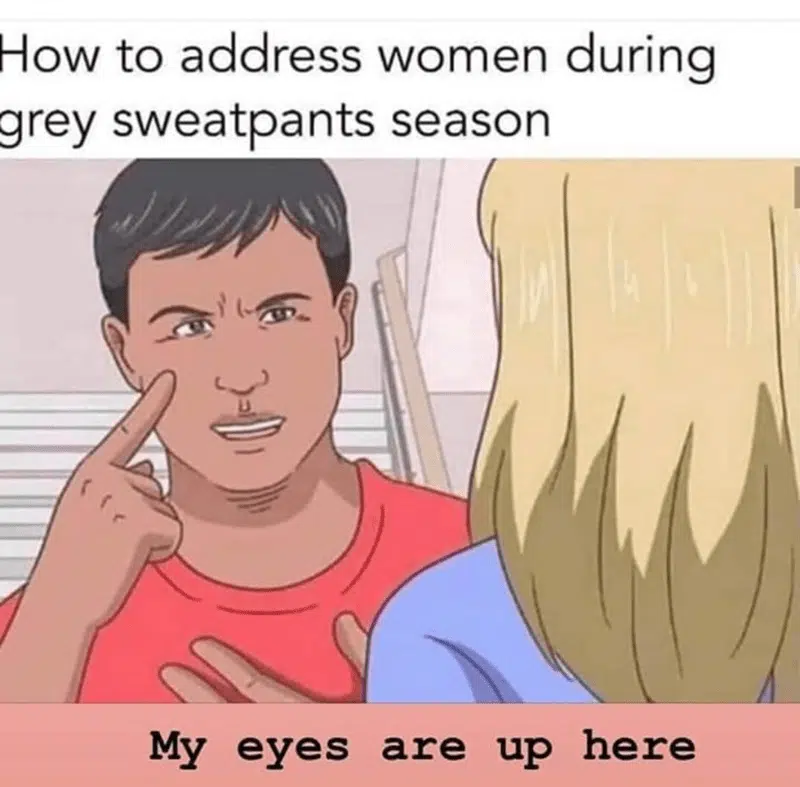 How to address women during
grey sweatpants season
My eyes are up here